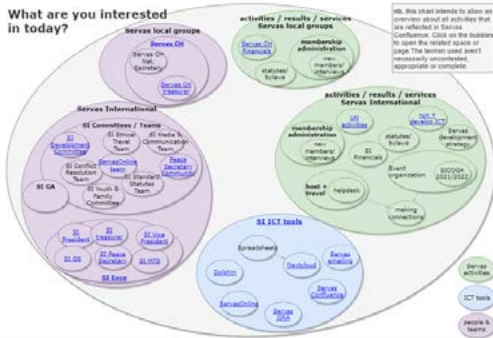 What are you interested
in today?
nb. this chart intends to allow an
overview about all activities that
are reflected in Servas
Confluence. Click on the bubbles
to open the related space or
page. The termen used aren't
necessarily uncontested,
appropriate or complete.
Servas local groups
Servas CH
Servas CH
Nat.
Secretary
Servas CH
treasurer
activities / results / services
Servas local groups
Servas CH
Financials
membership
administration
statutes/
bylaws
new
members/
interviews
Servas International
SI Committees / Teams
SI
Development
Committee
SI Ethical
Travel
Team
SI Media &
Communication
Team
SI Conflict
Resolution
Team
ServasOnline
team
Peace
Secretary
Community
SI Standard
Statutes Team
SI GA
SI Youth &
Family
Committee
SI
President
SI
treasurer
SI Vice
President
SI GS
SI Peace
Secretary
SI MTS
SI Exco
activities / results / services
Servas International
UN
activities
develop ICT
membership
administration
statutes/
bylaws
Servas
development
strategy
new
members/
interviews
SI
Financials
Event
organization
SICOGA
2021/2022
host +
travel
helpdesk
making
connections
SI ICT tools
Spreadsheets
Dolphin
Nextcloud
Servas
emailing
ServasOnline
Servas
Confluence
Servas
JIRA
Servas
activities
ICT tools
people &
teams